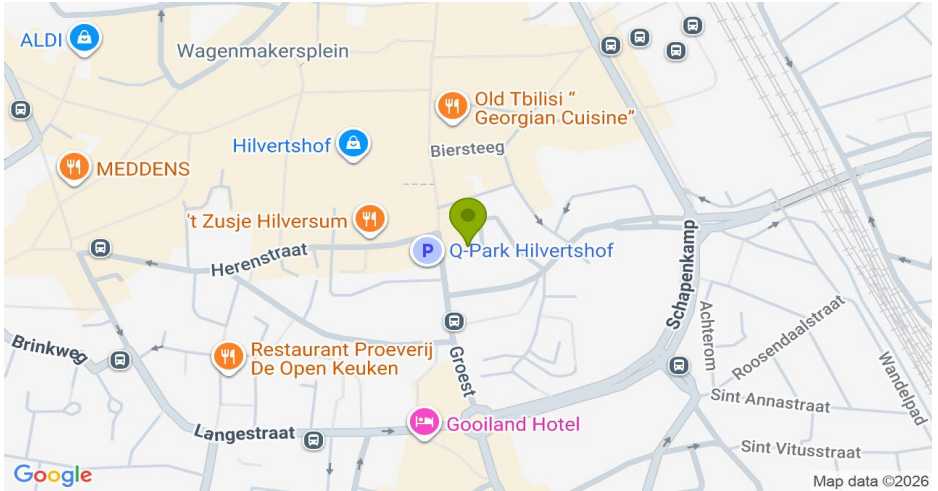 ALDI
Wagenmakersplein
Old Tbilisi “
Georgian Cuisine”
Hilvertshof
Biersteeg
MEDDENS
't Zusje Hilversum
P
Q-Park Hilvertshof
Herenstraat
Schapenkamp
Achterom
Roosendaalstraat
Wandelpad
Brinkweg
Restaurant Proeverij
De Open Keuken
Groest
Sint Annastraat
Langestraat
Gooiland Hotel
Sint Vitusstraat
Google
Map data ©2026